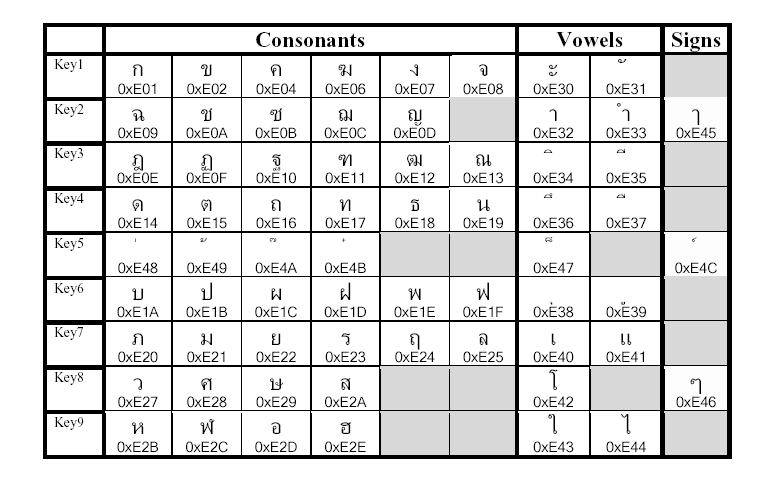 Consonants Vowels Signs
Key1 ก ข ค ฆ ง จ ะ ั
0xE01 0xE02 0xE04 0xE06 0xE07 0xE08 0xE30 0xE31
Key2 ฉ ช ซ ฌ ญ า ำ ๅ
0xE09 0xE0A 0xE0B 0xE0C 0xE0D 0xE32 0xE33 0xE45
Key3 ฎ ฏ ฐ ฑ ฒ ณ ิ ี
0xE0E 0xE0F 0xE10 0xE11 0xE12 0xE13 0xE34 0xE35
Key4 ด ต ถ ท ธ น ึ ื
0xE14 0xE15 0xE16 0xE17 0xE18 0xE19 0xE36 0xE37
Key5 ่ ้ ๊ ๋ ็ ์
0xE48 0xE49 0xE4A 0xE4B 0xE47 0xE4C
Key6 บ ป ผ ฝ พ ฟ ุ ู
0xE1A 0xE1B 0xE1C 0xE1D 0xE1E 0xE1F 0xE38 0xE39
Key7 ภ ม ย ร ฤ ล เ แ
0xE20 0xE21 0xE22 0xE23 0xE24 0xE25 0xE40 0xE41
Key8 ว ศ ษ ส โ ๆ
0xE27 0xE28 0xE29 0xE2A 0xE42 0xE46
Key9 ห ฬ อ ฮ ใ ไ
0xE2B 0xE2C 0xE2D 0xE2E 0xE43 0xE44